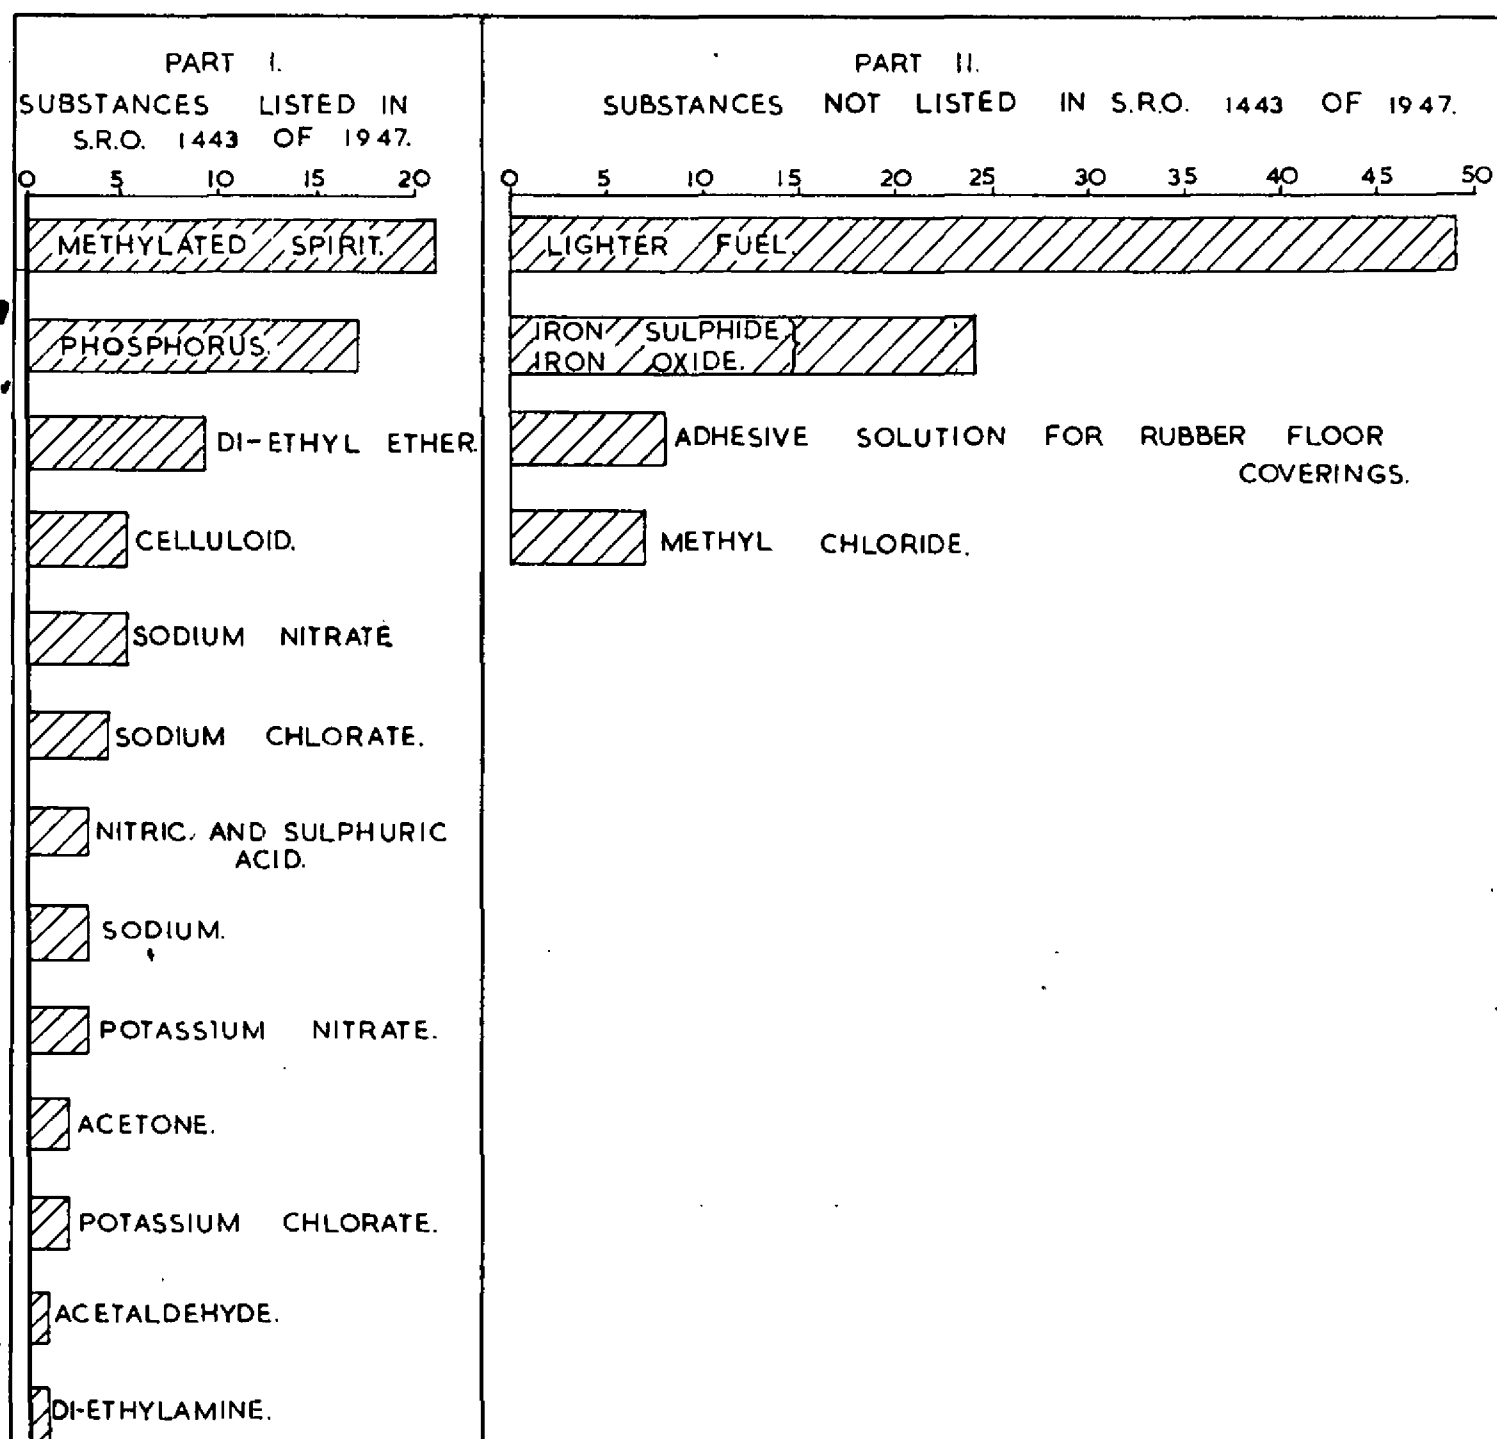 PART I.
SUBSTANCES LISTED IN
S.R.O. 1443 OF 1947.
0 5 10 15 20
METHYLATED SPIRIT.
PHOSPHORUS.
DI-ETHYL ETHER.
CELLULOID.
SODIUM NITRATE
SODIUM CHLORATE.
NITRIC. AND SULPHURIC
ACID.
SODIUM.
POTASSIUM NITRATE.
ACETONE.
POTASSIUM CHLORATE.
ACETALDEHYDE.
DI-ETHYLAMINE.
PART II.
SUBSTANCES NOT LISTED IN S.R.O. 1443 OF 1947.
0 5 10 15 20 25 30 35 40 45 50
LIGHTER FUEL.
IRON SULPHIDE
IRON OXIDE.
ADHESIVE SOLUTION FOR RUBBER FLOOR
COVERINGS.
METHYL CHLORIDE.